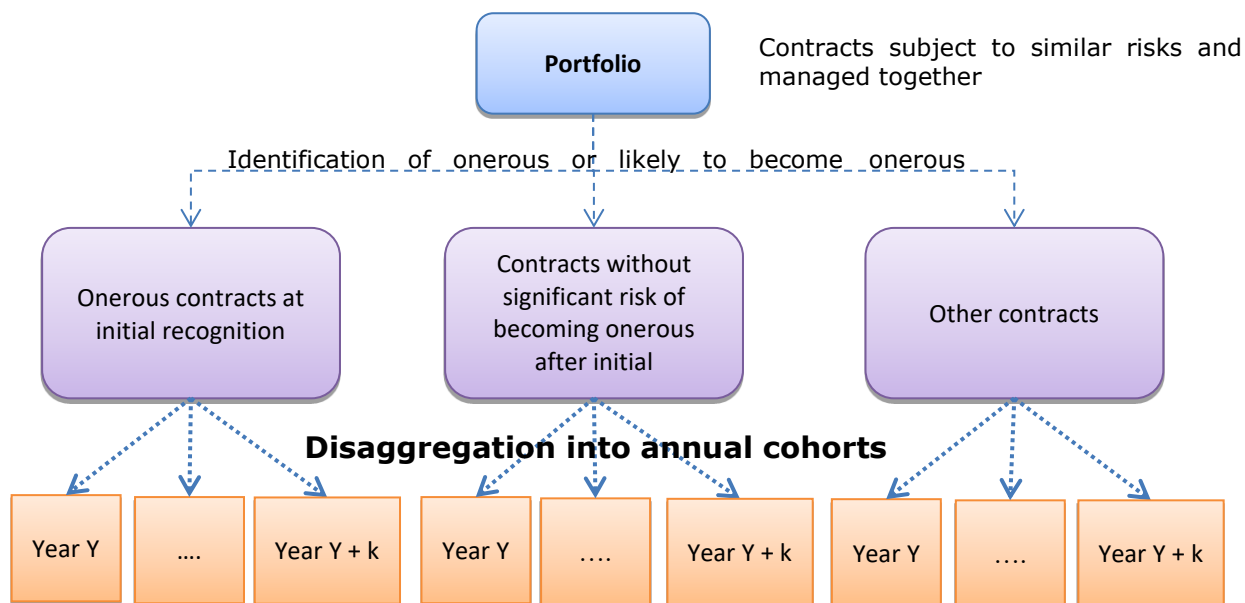 Portfolio
Contracts subject to similar risks and
managed together
Identification of onerous or likely to become onerous
Onerous contracts at
initial recognition
Contracts without
significant risk of
becoming onerous
after initial
Other contracts
Disaggregation into annual cohorts
Year Y
....
Year Y + k
Year Y
....
Year Y + k
Year Y
....
Year Y + k